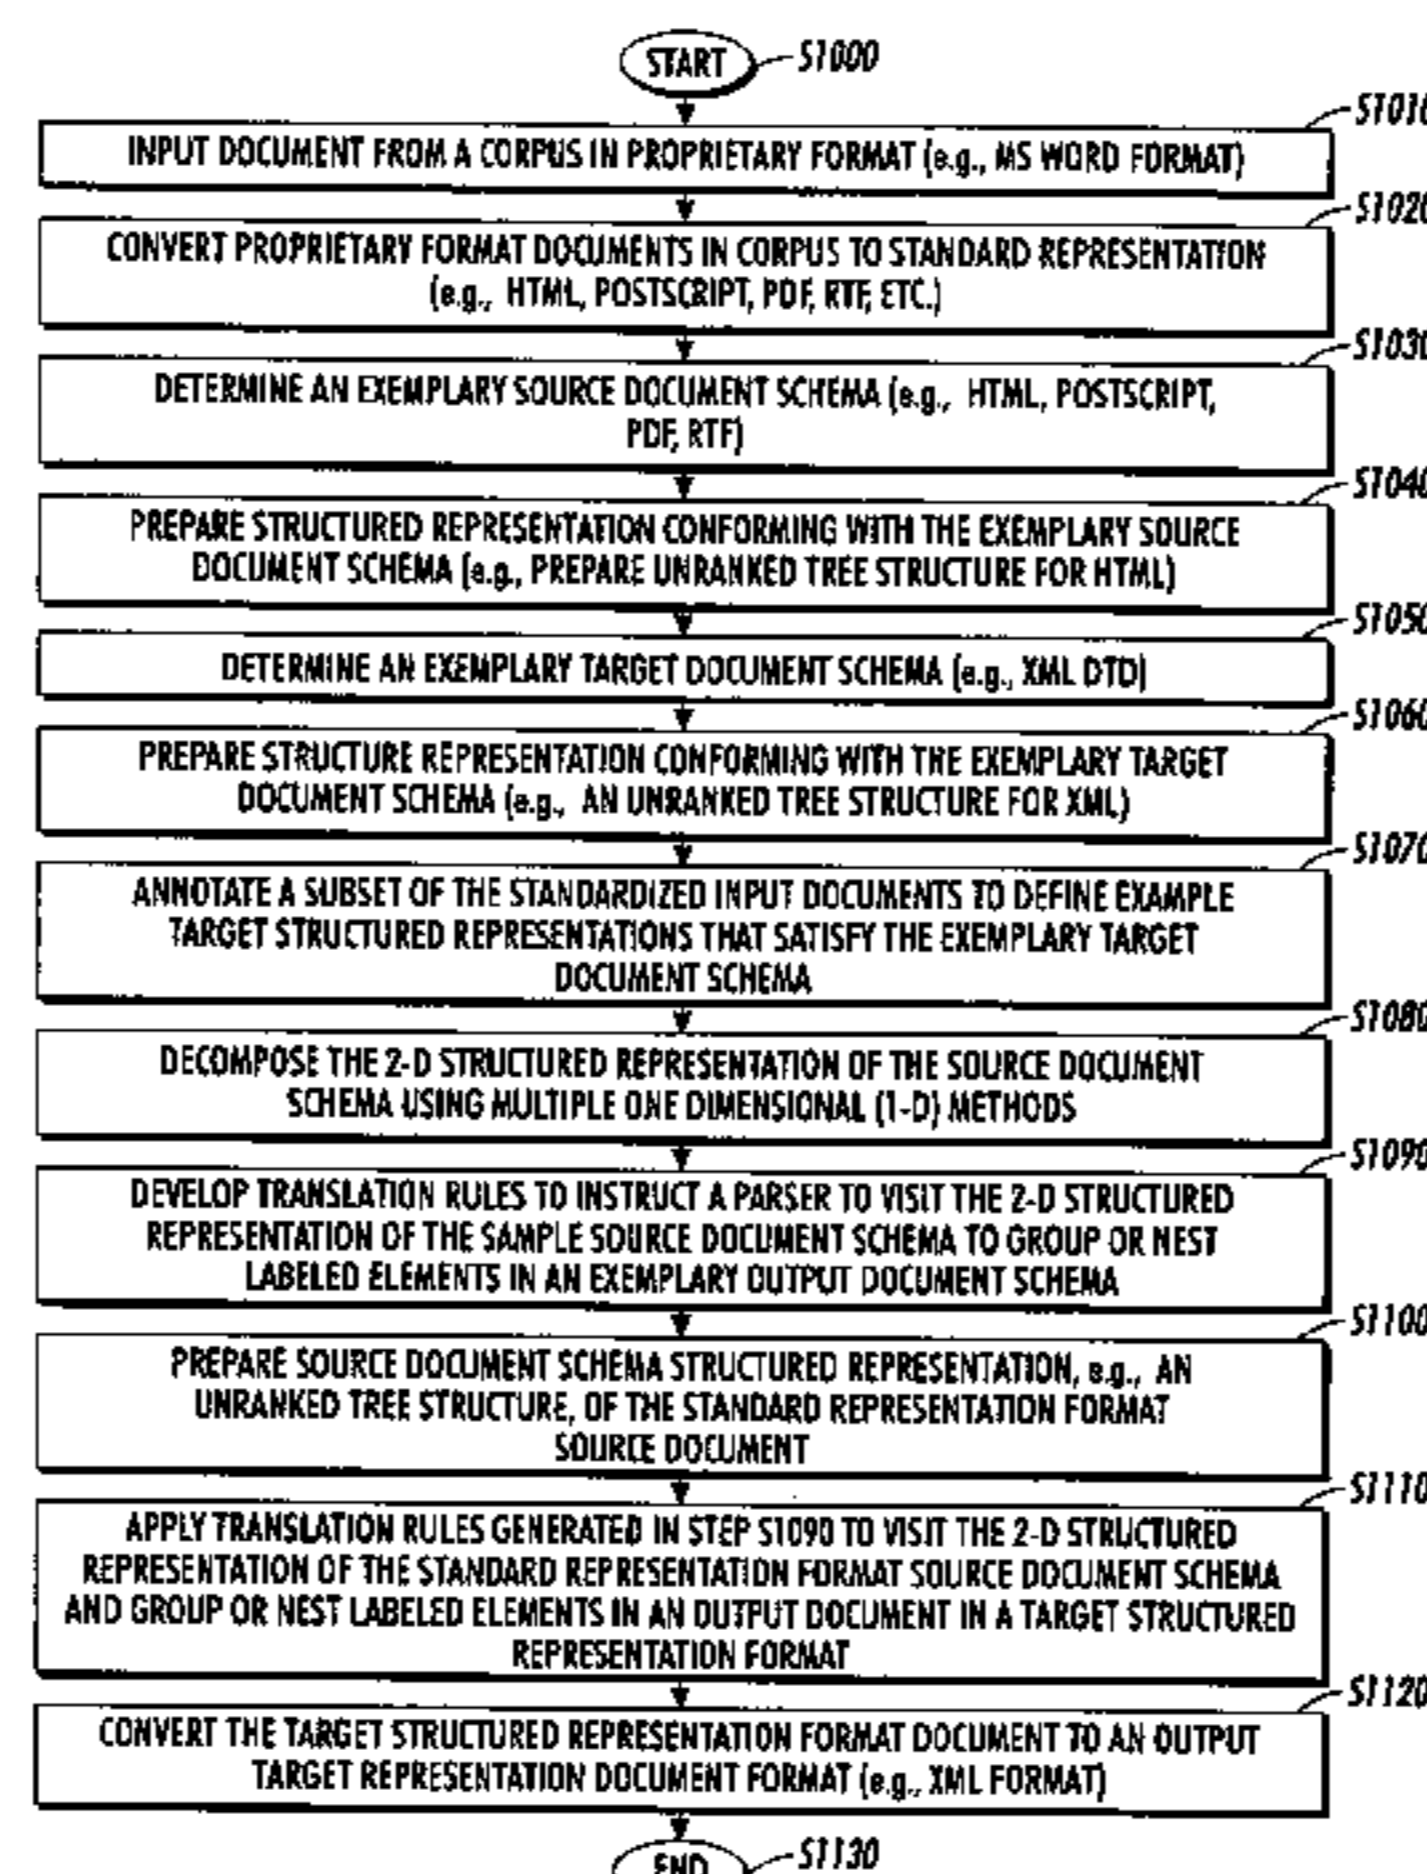 START
S1000
S1010
INPUT DOCUMENT FROM A CORPUS IN PROPRIETARY FORMAT (e.g., MS WORD FORMAT)
S1020
CONVERT PROPRIETARY FORMAT DOCUMENTS IN CORPUS TO STANDARD REPRESENTATION
(e.g., HTML, POSTSCRIPT, PDF, RTF, ETC.)
S1030
DETERMINE AN EXEMPLARY SOURCE DOCUMENT SCHEMA (e.g., HTML, POSTSCRIPT,
PDF, RTF)
S1040
PREPARE STRUCTURED REPRESENTATION CONFORMING WITH THE EXEMPLARY SOURCE
DOCUMENT SCHEMA (e.g., PREPARE UNRANKED TREE STRUCTURE FOR HTML)
S1050
DETERMINE AN EXEMPLARY TARGET DOCUMENT SCHEMA (e.g., XML DTD)
S1060
PREPARE STRUCTURE REPRESENTATION CONFORMING WITH THE EXEMPLARY TARGET
DOCUMENT SCHEMA (e.g., AN UNRANKED TREE STRUCTURE FOR XML)
S1070
ANNOTATE A SUBSET OF THE STANDARDIZED INPUT DOCUMENTS TO DEFINE EXAMPLE
TARGET STRUCTURED REPRESENTATIONS THAT SATISFY THE EXEMPLARY TARGET
DOCUMENT SCHEMA
S1080
DECOMPOSE THE 2-D STRUCTURED REPRESENTATION OF THE SOURCE DOCUMENT
SCHEMA USING MULTIPLE ONE DIMENSIONAL (1-D) METHODS
S1090
DEVELOP TRANSLATION RULES TO INSTRUCT A PARSER TO VISIT THE 2-D STRUCTURED
REPRESENTATION OF THE SAMPLE SOURCE DOCUMENT SCHEMA TO GROUP OR NEST
LABELED ELEMENTS IN AN EXEMPLARY OUTPUT DOCUMENT SCHEMA
S1100
PREPARE SOURCE DOCUMENT SCHEMA STRUCTURED REPRESENTATION, e.g., AN
UNRANKED TREE STRUCTURE, OF THE STANDARD REPRESENTATION FORMAT
SOURCE DOCUMENT
S1110
APPLY TRANSLATION RULES GENERATED IN STEP S1090 TO VISIT THE 2-D STRUCTURED
REPRESENTATION OF THE STANDARD REPRESENTATION FORMAT SOURCE DOCUMENT SCHEMA
AND GROUP OR NEST LABELED ELEMENTS IN AN OUTPUT DOCUMENT IN A TARGET STRUCTURED
REPRESENTATION FORMAT
S1120
CONVERT THE TARGET STRUCTURED REPRESENTATION FORMAT DOCUMENT TO AN OUTPUT
TARGET REPRESENTATION DOCUMENT FORMAT (e.g., XML FORMAT)
END
S1130